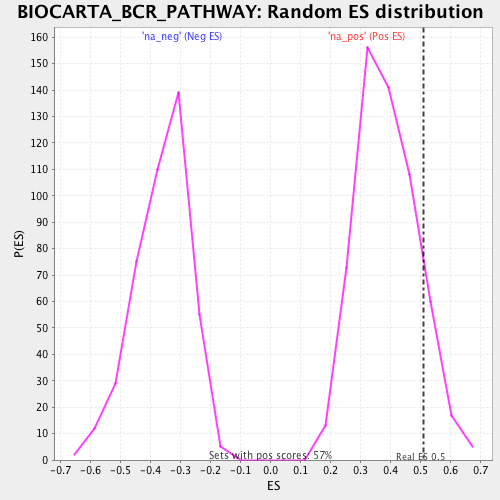 BIOCARTA_BCR_PATHWAY: Random ES distribution
'na_neg' (Neg ES)
'na_pos' (Pos ES)
160
150
140
130
120
110
100
90
80
70
60
50
40
30
20
10
0
P(ES)
Sets with pos scores: 57%
Real ES 0.5
-0.7 -0.6 -0.5 -0.4 -0.3 -0.2 -0.1 0.0 0.1 0.2 0.3 0.4 0.5 0.6 0.7
ES